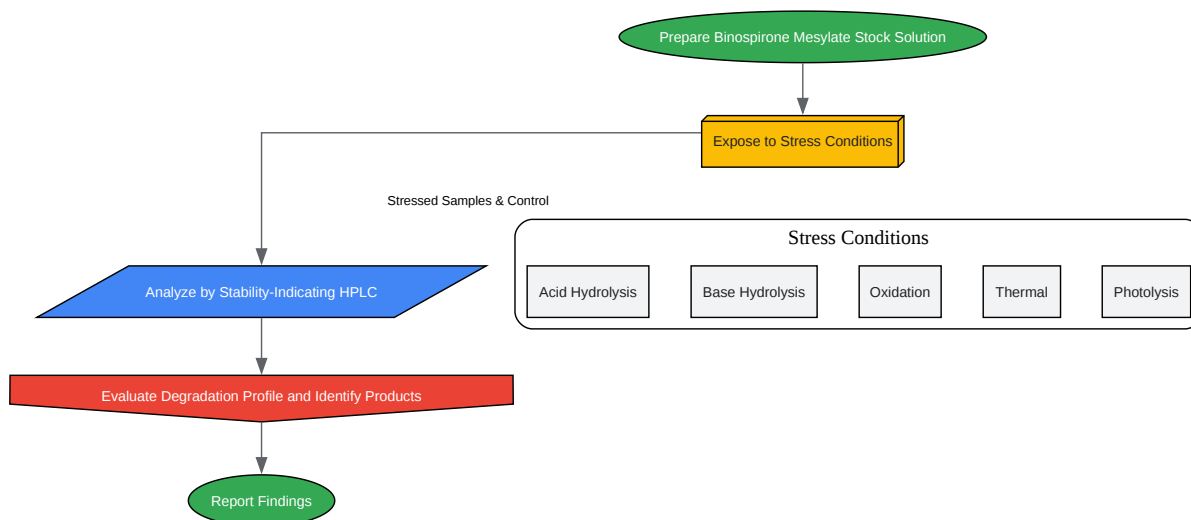 Prepare Binospirone Mesylate Stock Solution
Expose to Stress Conditions
Stressed Samples & Control
Stress Conditions
Acid Hydrolysis
Base Hydrolysis
Oxidation
Thermal
Photolysis
Analyze by Stability-Indicating HPLC
Evaluate Degradation Profile and Identify Products
Report Findings